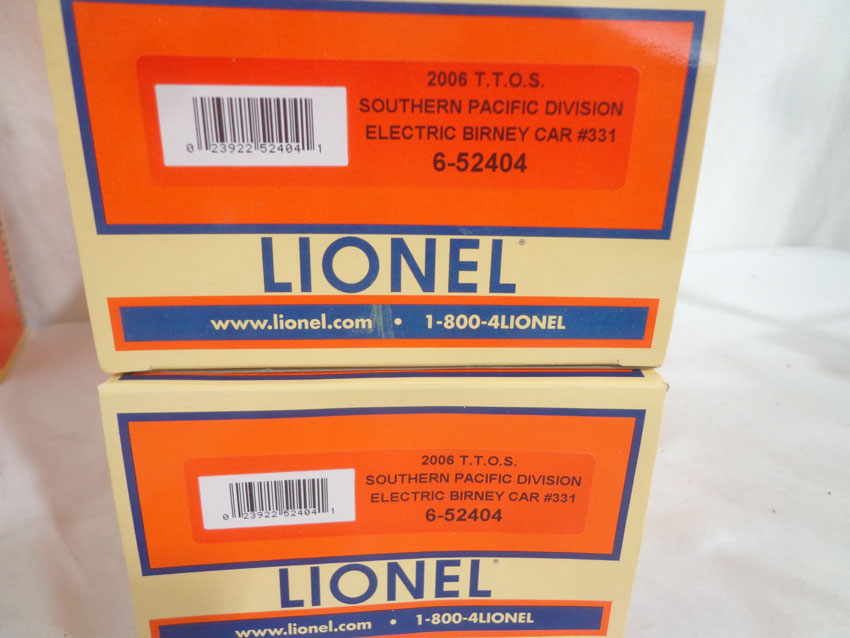 2006 T.T.O.S.
SOUTHERN PACIFIC DIVISION
ELECTRIC BIRNEY CAR #331
6-52404
0 23922 52404 1
LIONEL®
www.lionel.com • 1-800-4LIONEL
2006 T.T.O.S.
SOUTHERN PACIFIC DIVISION
ELECTRIC BIRNEY CAR #331
6-52404
0 23922 52404 1
LIONEL®
www.lionel.com • 1-800-4LIONEL